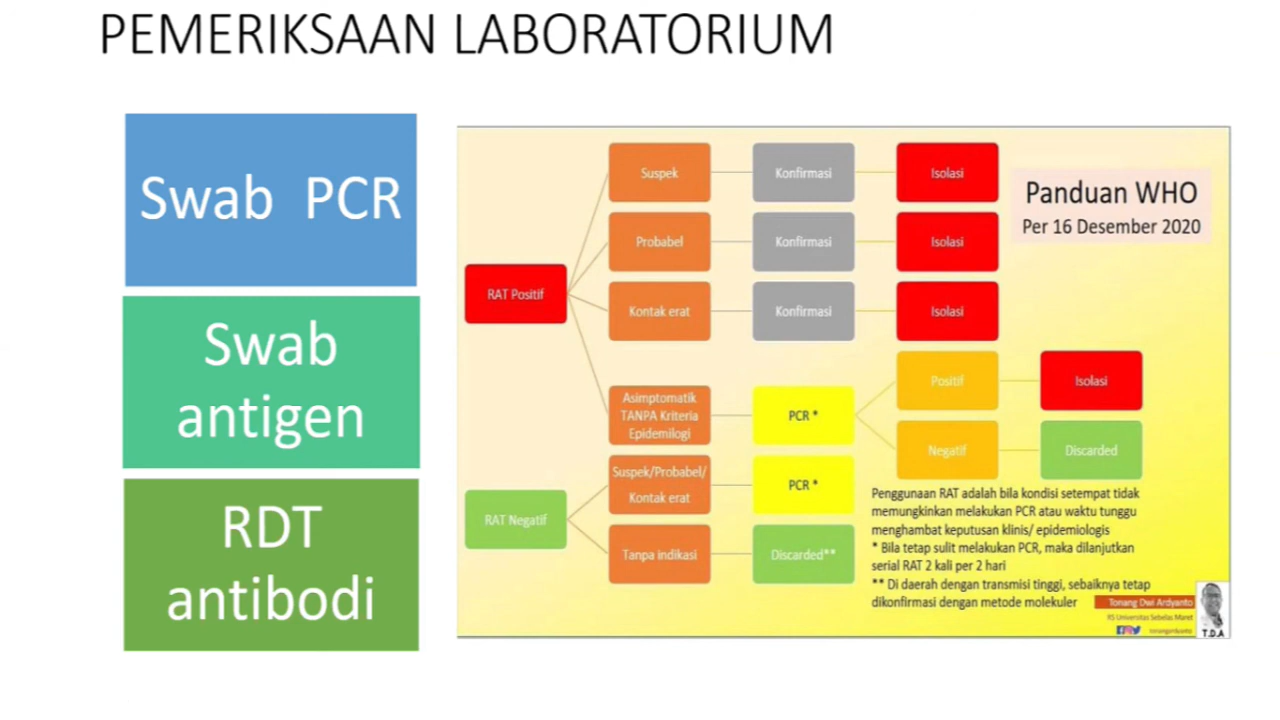 PEMERIKSAAN LABORATORIUM
Swab PCR
Swab
antigen
RDT
antibodi
Panduan WHO
Per 16 Desember 2020
RAT Positif
Suspek
Konfirmasi
Isolasi
Probabel
Konfirmasi
Isolasi
Kontak erat
Konfirmasi
Isolasi
Asimptomatik
TANPA Kriteria
Epidemilogi
PCR *
Positif
Isolasi
Negatif
Discarded
RAT Negatif
Suspek/Probabel/
Kontak erat
PCR *
Tanpa indikasi
Discarded**
Penggunaan RAT adalah bila kondisi setempat tidak
memungkinkan melakukan PCR atau waktu tunggu
menghambat keputusan klinis/ epidemiologis
* Bila tetap sulit melakukan PCR, maka dilanjutkan
serial RAT 2 kali per 2 hari
** Di daerah dengan transmisi tinggi, sebaiknya tetap
dikonfirmasi dengan metode molekuler
Tonang Dwi Ardyanto
RS Universitas Sebelas Maret
tonangardyanto
T.D.A